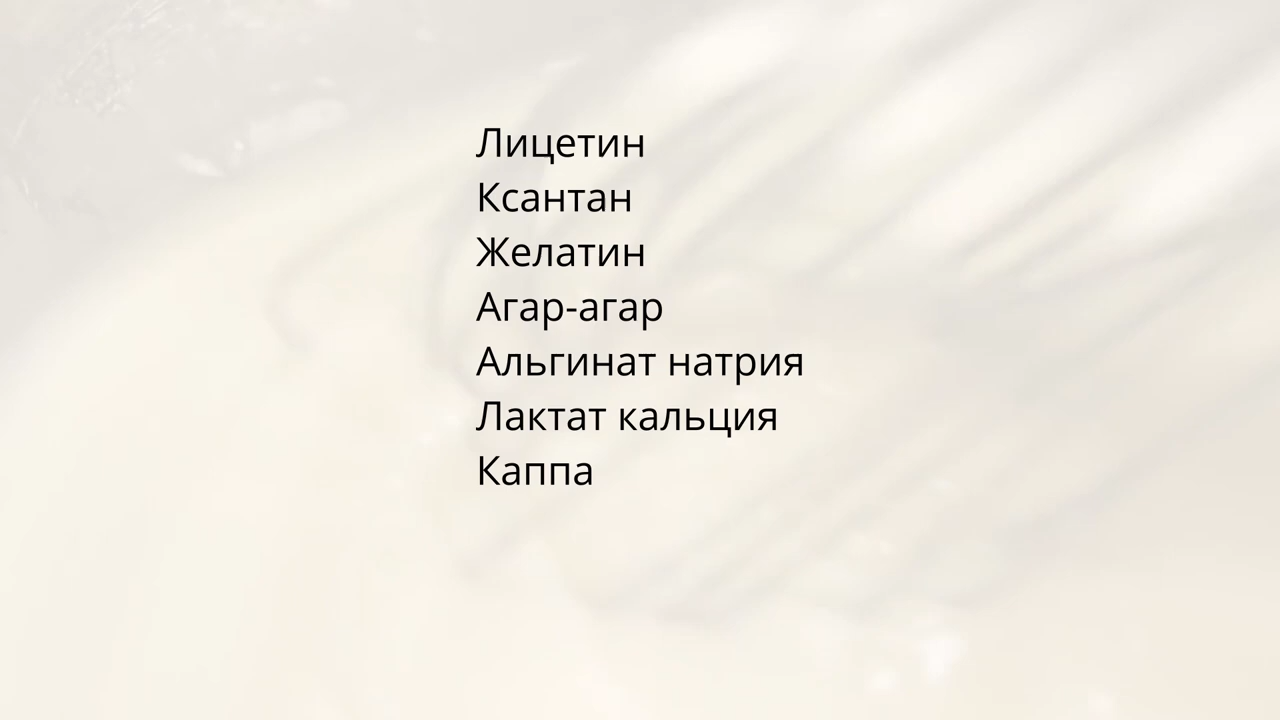 Лицетин
Ксантан
Желатин
Агар-агар
Альгинат натрия
Лактат кальция
Каппа